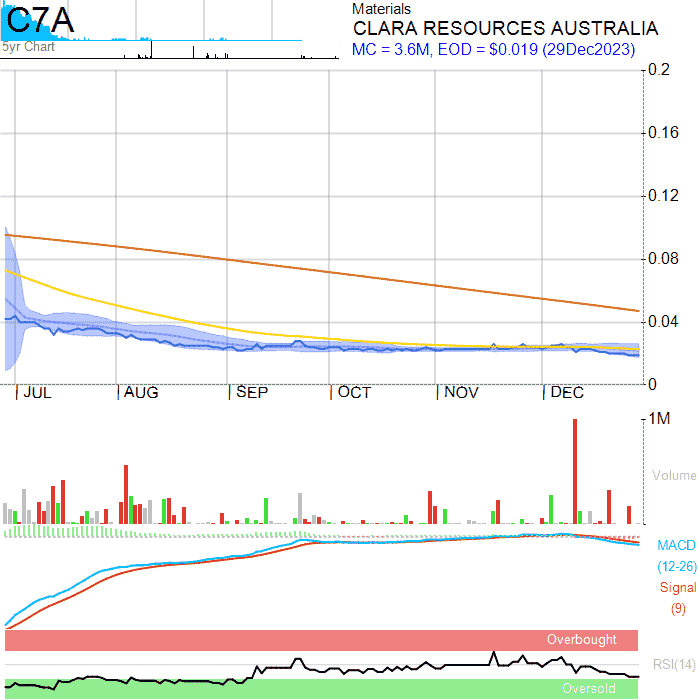 C7A
5yr Chart
Materials
CLARA RESOURCES AUSTRALIA
MC = 3.6M, EOD = $0.019 (29Dec2023)
0.2
0.16
0.12
0.08
0.04
0
JUL AUG SEP OCT NOV DEC
1M
Volume
MACD
(12-26)
Signal
(9)
Overbought
RSI(14)
Oversold